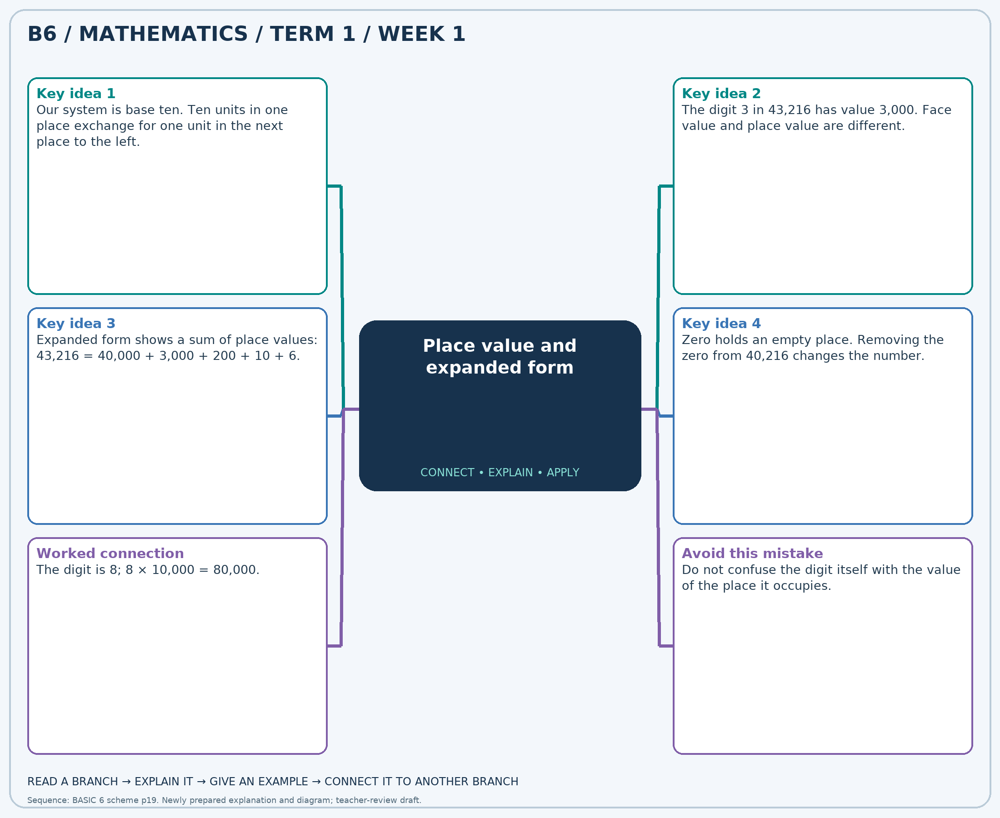 B6 / MATHEMATICS / TERM 1 / WEEK 1
Key idea 1
Our system is base ten. Ten units in one
place exchange for one unit in the next
place to the left.
Key idea 2
The digit 3 in 43,216 has value 3,000. Face
value and place value are different.
Key idea 3
Expanded form shows a sum of place values:
43,216 = 40,000 + 3,000 + 200 + 10 + 6.
Place value and
expanded form
CONNECT • EXPLAIN • APPLY
Key idea 4
Zero holds an empty place. Removing the
zero from 40,216 changes the number.
Worked connection
The digit is 8; 8 × 10,000 = 80,000.
Avoid this mistake
Do not confuse the digit itself with the value
of the place it occupies.
READ A BRANCH → EXPLAIN IT → GIVE AN EXAMPLE → CONNECT IT TO ANOTHER BRANCH
Sequence: BASIC 6 scheme p19. Newly prepared explanation and diagram; teacher-review draft.